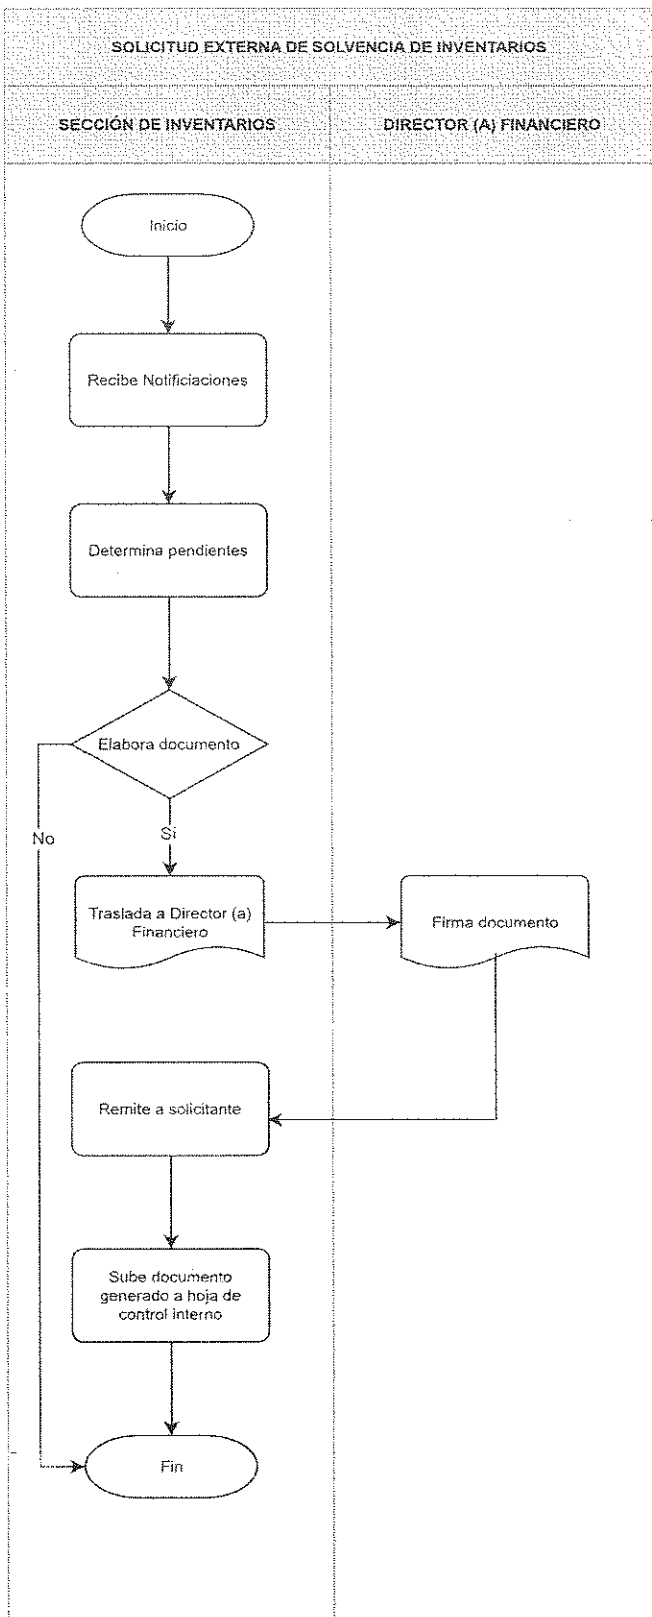 SOLICITUD EXTERNA DE SOLVENCIA DE INVENTARIOS
SECCIÓN DE INVENTARIOS
DIRECTOR (A) FINANCIERO
Inicio
Recibe Notificiaciones
Determina pendientes
Elabora documento
No
Si
Traslada a Director (a)
Financiero
Firma documento
Remite a solicitante
Sube documento
generado a hoja de
control interno
Fin